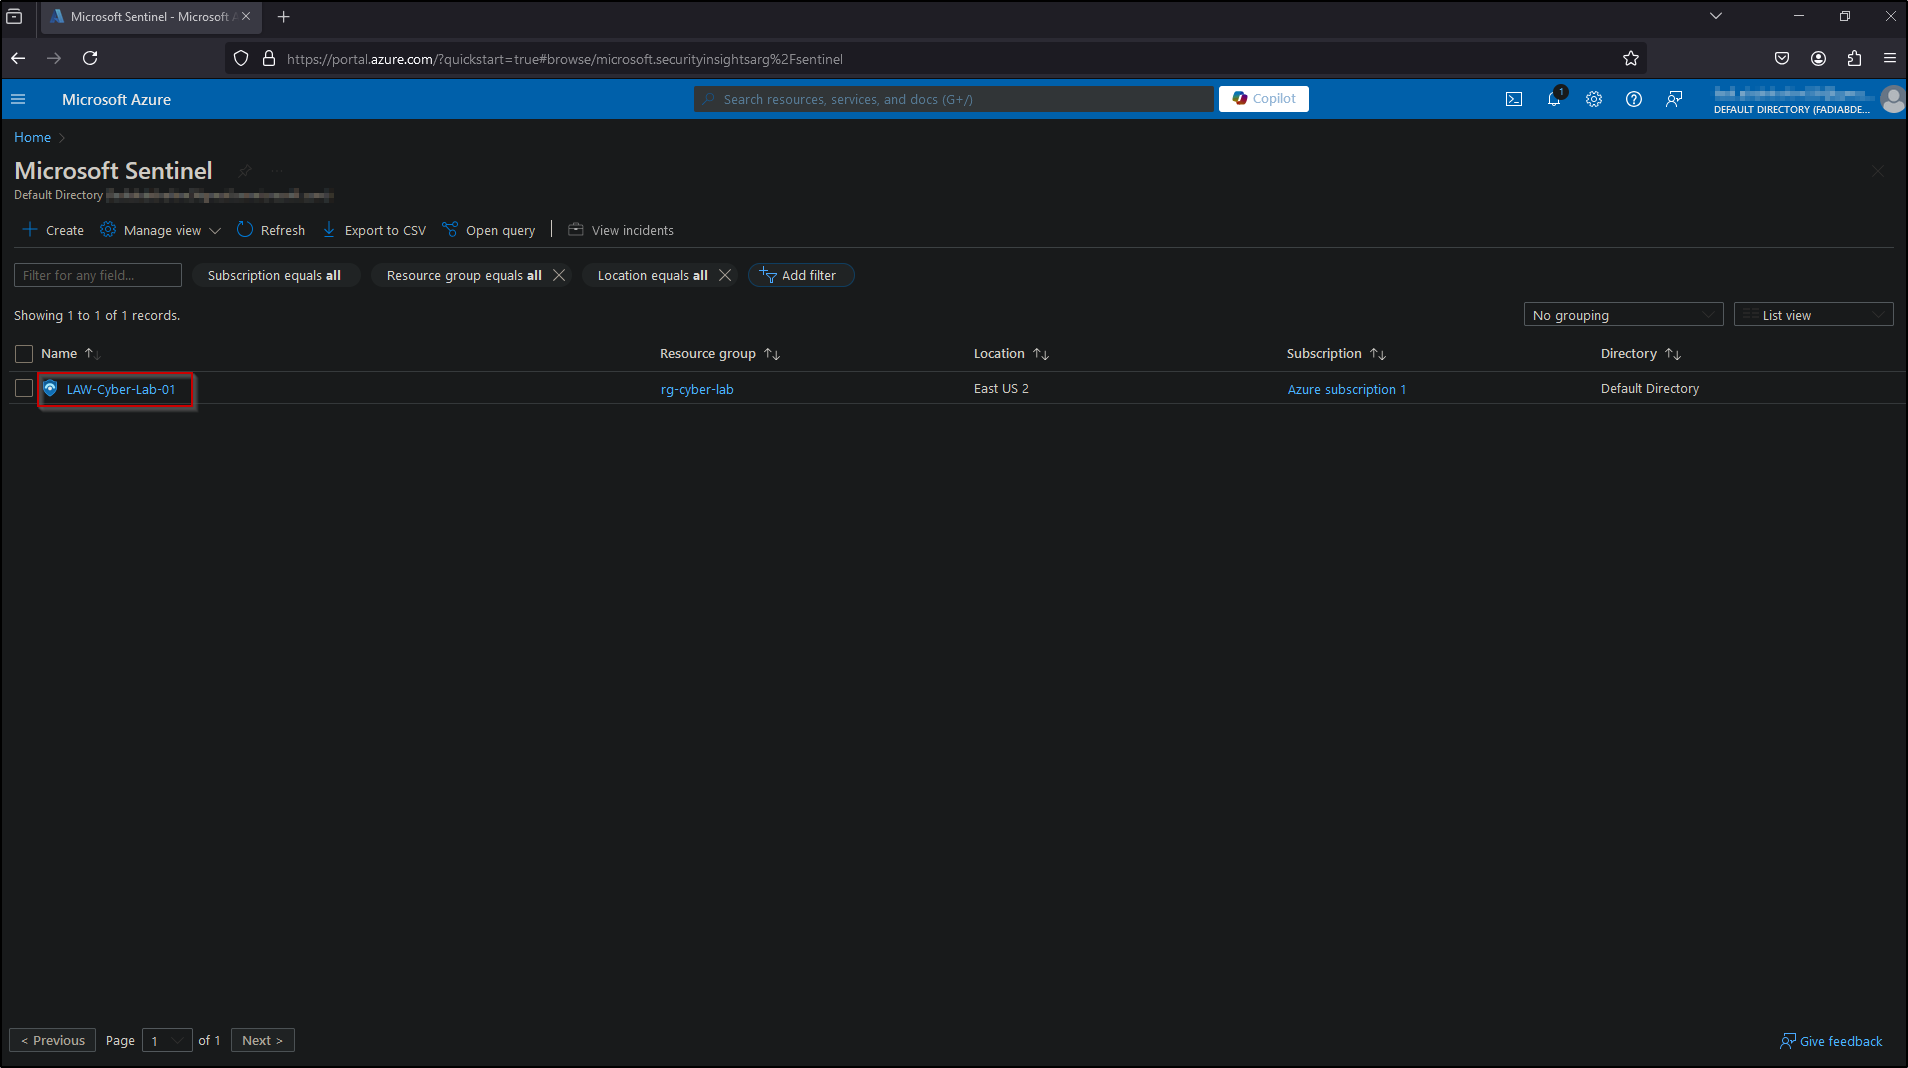 Microsoft Sentinel - Microsoft A
https://portal.azure.com/?quickstart=true#browse/microsoft.securityinsightsarg%2Fsentinel
Microsoft Azure
Search resources, services, and docs (G+/)
Copilot
1
DEFAULT DIRECTORY (FADIABDE...
Home
Microsoft Sentinel
Default Directory
Create
Manage view
Refresh
Export to CSV
Open query
View incidents
Filter for any field...
Subscription equals all
Resource group equals all
Location equals all
Add filter
Showing 1 to 1 of 1 records.
No grouping
List view
Name
Resource group
Location
Subscription
Directory
LAW-Cyber-Lab-01
rg-cyber-lab
East US 2
Azure subscription 1
Default Directory
< Previous
Page
1
of 1
Next >
Give feedback